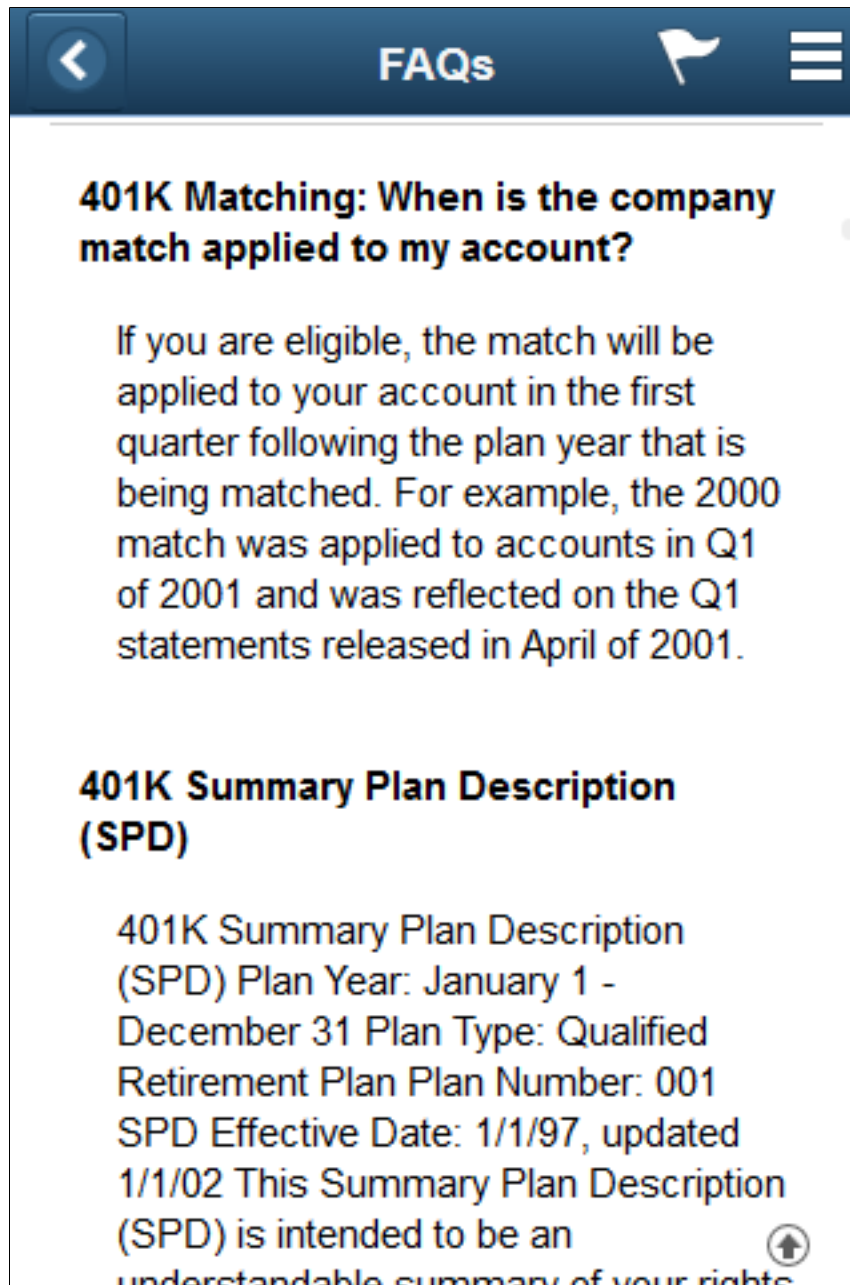 FAQs
401K Matching: When is the company
match applied to my account?
If you are eligible, the match will be
applied to your account in the first
quarter following the plan year that is
being matched. For example, the 2000
match was applied to accounts in Q1
of 2001 and was reflected on the Q1
statements released in April of 2001.
401K Summary Plan Description
(SPD)
401K Summary Plan Description
(SPD) Plan Year: January 1 -
December 31 Plan Type: Qualified
Retirement Plan Plan Number: 001
SPD Effective Date: 1/1/97, updated
1/1/02 This Summary Plan Description
(SPD) is intended to be an
understandable summary of your rights